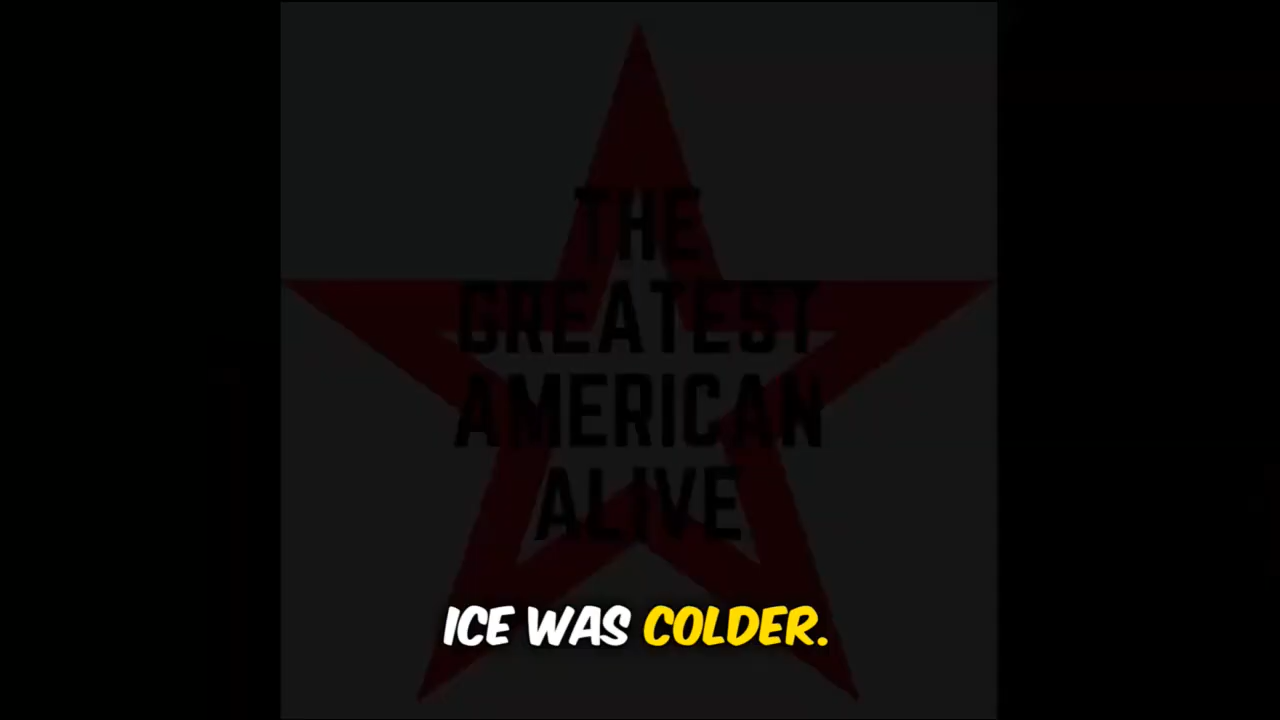 THE
GREATEST
AMERICAN
ALIVE
ICE WAS COLDER.